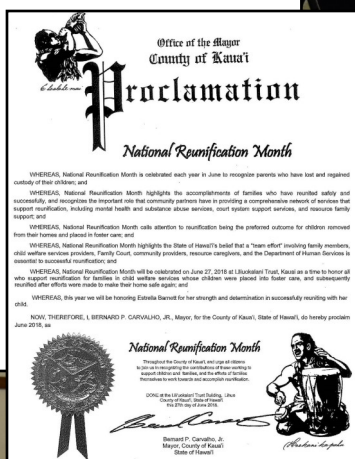 Office of the Mayor
County of Kaua'i
Proclamation
National Reunification Month
WHEREAS, National Reunification Month is celebrated each year in June to recognize parents who have lost and regained
custody of their children; and
WHEREAS, National Reunification Month highlights the accomplishments of families who have reunited safely and
successfully, and recognizes the important role that community partners have in providing a comprehensive network of services that
support reunification, including mental health and substance abuse services, court system support services, and resource family
support; and
WHEREAS, National Reunification Month calls attention to reunification being the preferred outcome for children removed
from their homes and placed in foster care; and
WHEREAS, National Reunification Month highlights the State of Hawai'i's belief that a "team effort" involving family members,
child welfare services providers, Family Court, community providers, resource caregivers, and the Department of Human Services is
essential to successful reunification; and
WHEREAS, National Reunification Month will be celebrated on June 27, 2018 at Lili'uokalani Trust, Kauai as a time to honor all
who support reunification for families in child welfare services whose children were placed into foster care, and subsequently
reunified after efforts were made to make their home safe again; and
WHEREAS, this year we will be honoring Estrella Barnett for her strength and determination in successfully reuniting with her
child.
NOW, THEREFORE, I, BERNARD P. CARVALHO, JR., Mayor, for the County of Kaua'i, State of Hawai'i, do hereby proclaim
June 2018, as
National Reunification Month
Throughout the County of Kaua'i, and urge all citizens
to join us in recognizing the contributions of those working to
support children and families, and the efforts of families
themselves to work towards and accomplish reunification.
DONE at the Lili'uokalani Trust Building, Lihue
County of Kaua'i, State of Hawai'i
this 27th day of June 2018.
Bernard P. Carvalho, Jr.
Mayor, County of Kaua'i
State of Hawai'i